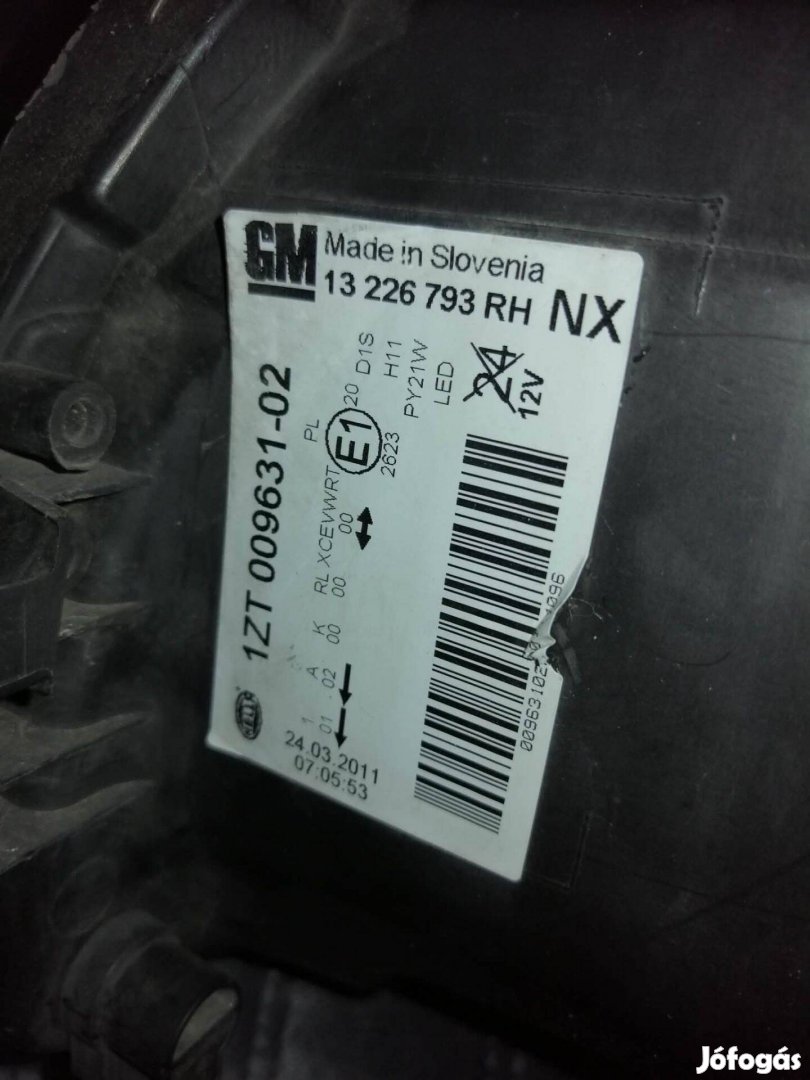 GM Made in Slovenia
13 226 793 RH NX
1ZT 009631-02
D1S
H11
PY21W
LED
24
12V
PL
E1
20
2623
RL XCEVWRT
00
00
K
00
A
02
1
01
24.03.2011
07:05:53
HELLA
Jófogás